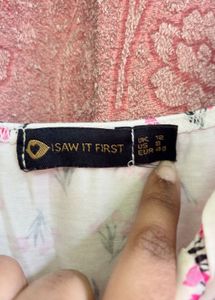 I SAW IT FIRST
UK 12
US 8
EUR 40